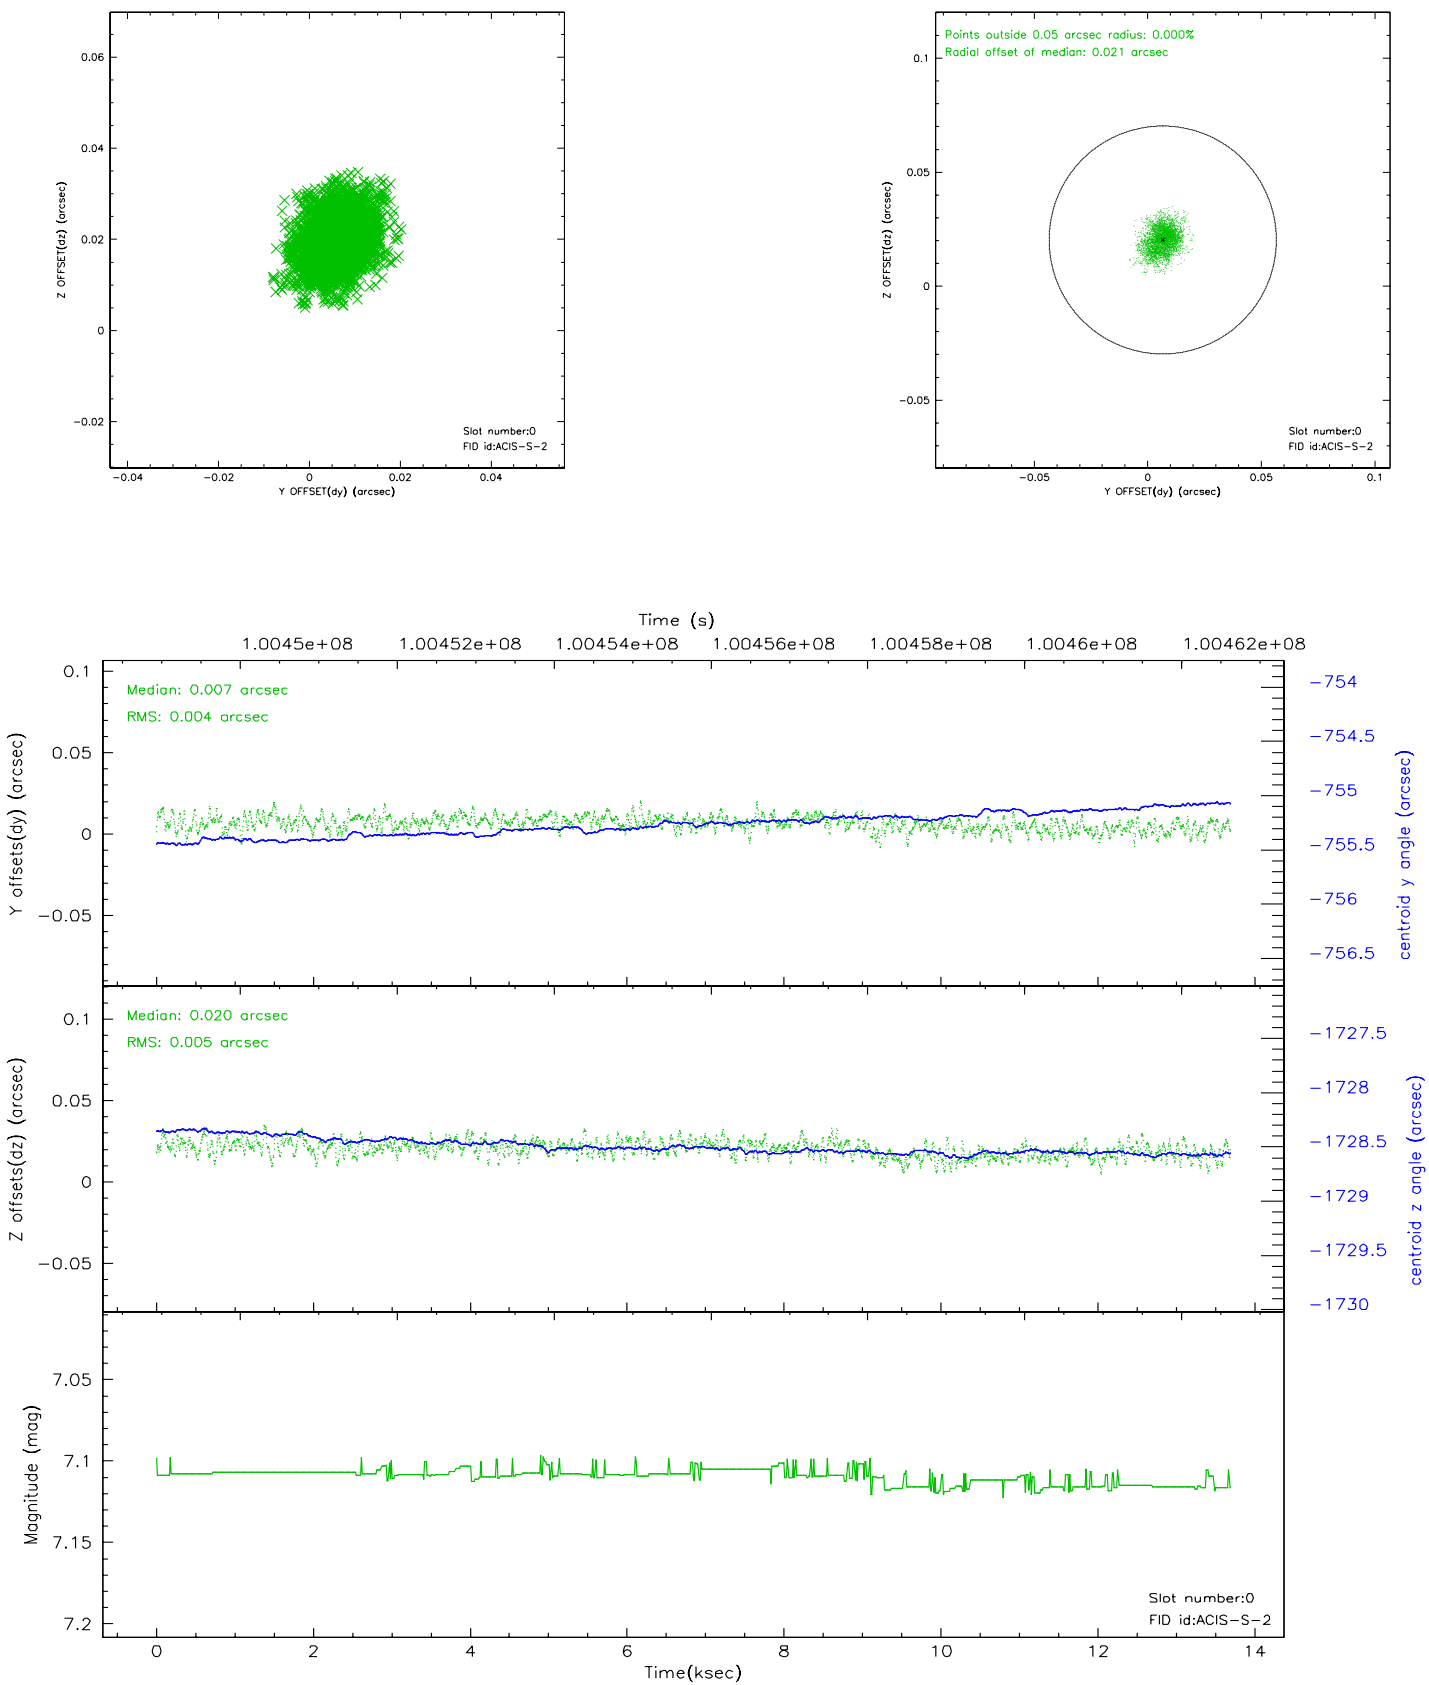 0.06
0.04
0.02
0
−0.02
Z OFFSET(dz) (arcsec)
Slot number:0
FID id:ACIS−S−2
−0.04 −0.02 0 0.02 0.04
Y OFFSET(dy) (arcsec)
Points outside 0.05 arcsec radius: 0.000%
Radial offset of median: 0.021 arcsec
0.1
0.05
0
−0.05
Z OFFSET(dz) (arcsec)
Slot number:0
FID id:ACIS−S−2
−0.05 0 0.05 0.1
Y OFFSET(dy) (arcsec)
Time (s)
1.0045e+08 1.00452e+08 1.00454e+08 1.00456e+08 1.00458e+08 1.0046e+08 1.00462e+08
Median: 0.007 arcsec
RMS: 0.004 arcsec
0.1
0.05
0
−0.05
Y offsets(dy) (arcsec)
−754
−754.5
−755
−755.5
−756
−756.5
centroid y angle (arcsec)
Median: 0.020 arcsec
RMS: 0.005 arcsec
0.1
0.05
0
−0.05
Z offsets(dz) (arcsec)
−1727.5
−1728
−1728.5
−1729
−1729.5
−1730
centroid z angle (arcsec)
7.05
7.1
7.15
7.2
Magnitude (mag)
Slot number:0
FID id:ACIS−S−2
0 2 4 6 8 10 12 14
Time(ksec)